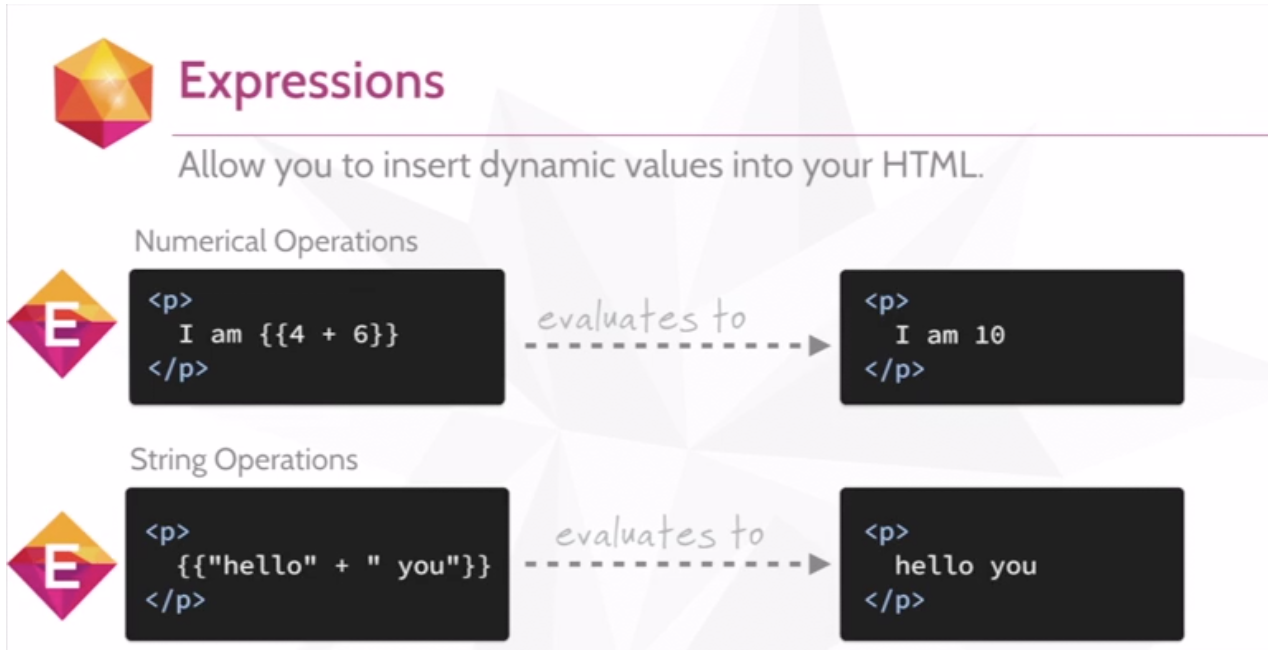 Expressions
Allow you to insert dynamic values into your HTML.
Numerical Operations
E
<p>
I am {{4 + 6}}
</p>
evaluates to
<p>
I am 10
</p>
String Operations
E
<p>
{{"hello" + " you"}}
</p>
evaluates to
<p>
hello you
</p>